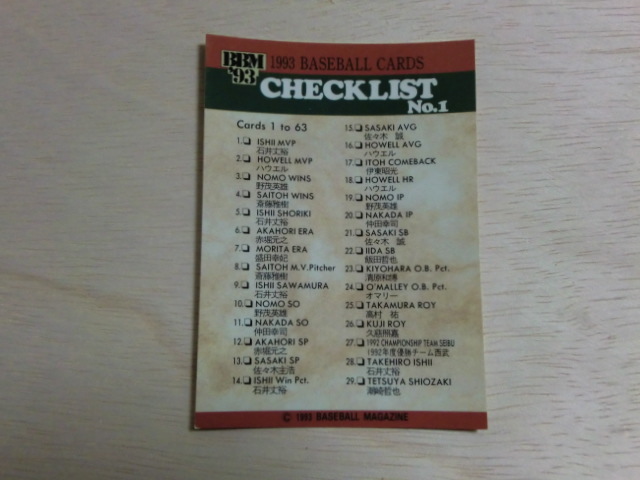 BBM '93
1993 BASEBALL CARDS
CHECKLIST
No.1
Cards 1 to 63
1. ISHII MVP
石井丈裕
2. HOWELL MVP
ハウエル
3. NOMO WINS
野茂英雄
4. SAITOH WINS
斎藤雅樹
5. ISHII SHORIKI
石井丈裕
6. AKAHORI ERA
赤堀元之
7. MORITA ERA
盛田幸妃
8. SAITOH M.V.Pitcher
斎藤雅樹
9. ISHII SAWAMURA
石井丈裕
10. NOMO SO
野茂英雄
11. NAKADA SO
仲田幸司
12. AKAHORI SP
赤堀元之
13. SASAKI SP
佐々木主浩
14. ISHII Win Pct.
石井丈裕
15. SASAKI AVG
佐々木 誠
16. HOWELL AVG
ハウエル
17. ITOH COMEBACK
伊東昭光
18. HOWELL HR
ハウエル
19. NOMO IP
野茂英雄
20. NAKADA IP
仲田幸司
21. SASAKI SB
佐々木 誠
22. IIDA SB
飯田哲也
23. KIYOHARA O.B. Pct.
清原和博
24. O'MALLEY O.B. Pct.
オマリー
25. TAKAMURA ROY
高村 祐
26. KUJI ROY
久慈照嘉
27. 1992 CHAMPIONSHIP TEAM SEIBU
1992年度優勝チーム西武
28. TAKEHIRO ISHII
石井丈裕
29. TETSUYA SHIOZAKI
潮崎哲也
© 1993 BASEBALL MAGAZINE